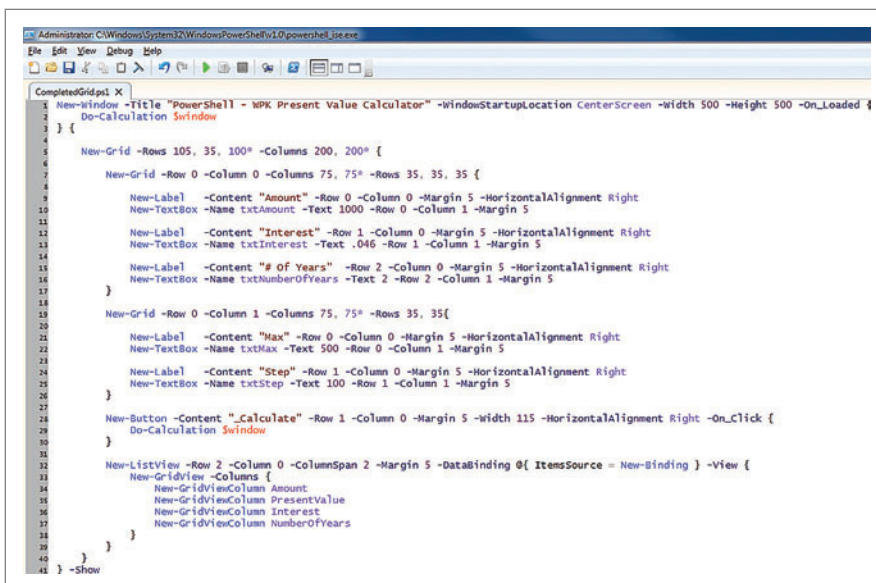 Administrator: C:\Windows\System32\WindowsPowerShell\v1.0\powershell_ise.exe
File Edit View Debug Help
CompletedGrid.ps1 X
1 New-Window -Title "PowerShell - WPK Present Value Calculator" -WindowStartupLocation CenterScreen -Width 500 -Height 500 -On_Loaded {
2 Do-Calculation $window
3 } {
4
5 New-Grid -Rows 105, 35, 100* -Columns 200, 200* {
6
7 New-Grid -Row 0 -Column 0 -Columns 75, 75* -Rows 35, 35, 35 {
8
9 New-Label -Content "Amount" -Row 0 -Column 0 -Margin 5 -HorizontalAlignment Right
10 New-TextBox -Name txtAmount -Text 1000 -Row 0 -Column 1 -Margin 5
11
12 New-Label -Content "Interest" -Row 1 -Column 0 -Margin 5 -HorizontalAlignment Right
13 New-TextBox -Name txtInterest -Text .046 -Row 1 -Column 1 -Margin 5
14
15 New-Label -Content "# Of Years" -Row 2 -Column 0 -Margin 5 -HorizontalAlignment Right
16 New-TextBox -Name txtNumberOfYears -Text 2 -Row 2 -Column 1 -Margin 5
17 }
18
19 New-Grid -Row 0 -Column 1 -Columns 75, 75* -Rows 35, 35{
20
21 New-Label -Content "Max" -Row 0 -Column 0 -Margin 5 -HorizontalAlignment Right
22 New-TextBox -Name txtMax -Text 500 -Row 0 -Column 1 -Margin 5
23
24 New-Label -Content "Step" -Row 1 -Column 0 -Margin 5 -HorizontalAlignment Right
25 New-TextBox -Name txtStep -Text 100 -Row 1 -Column 1 -Margin 5
26 }
27
28 New-Button -Content "_Calculate" -Row 1 -Column 0 -Margin 5 -Width 115 -HorizontalAlignment Right -On_Click {
29 Do-Calculation $window
30 }
31
32 New-ListView -Row 2 -Column 0 -ColumnSpan 2 -Margin 5 -DataBinding @{ ItemsSource = New-Binding } -View {
33 New-GridView -Columns {
34 New-GridViewColumn Amount
35 New-GridViewColumn PresentValue
36 New-GridViewColumn Interest
37 New-GridViewColumn NumberOfYears
38 }
39 }
40 }
41 } -Show